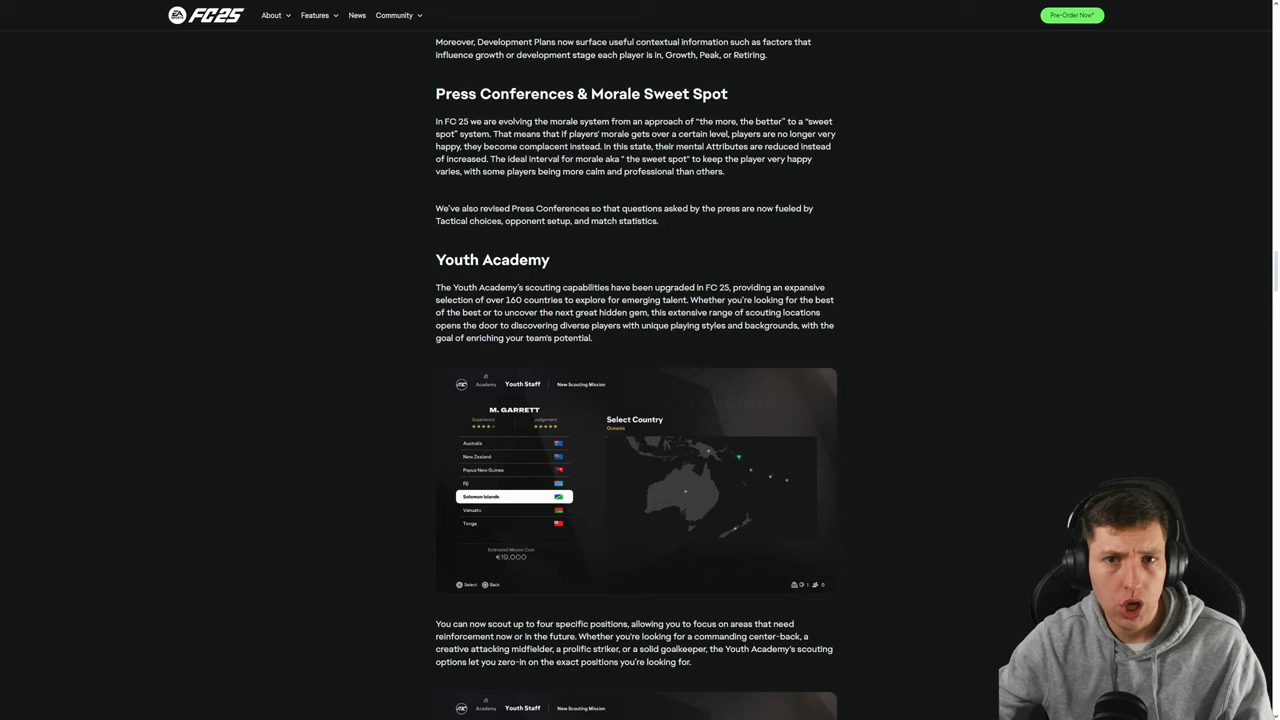 EA SPORTS FC25
About
Features
News
Community
Pre-Order Now*
Moreover, Development Plans now surface useful contextual information such as factors that
influence growth or development stage each player is in, Growth, Peak, or Retiring.
Press Conferences & Morale Sweet Spot
In FC 25 we are evolving the morale system from an approach of “the more, the better” to a “sweet
spot” system. That means that if players' morale gets over a certain level, players are no longer very
happy, they become complacent instead. In this state, their mental Attributes are reduced instead
of increased. The ideal interval for morale aka “ the sweet spot” to keep the player very happy
varies, with some players being more calm and professional than others.
We’ve also revised Press Conferences so that questions asked by the press are now fueled by
Tactical choices, opponent setup, and match statistics.
Youth Academy
The Youth Academy’s scouting capabilities have been upgraded in FC 25, providing an expansive
selection of over 160 countries to explore for emerging talent. Whether you’re looking for the best
of the best or to uncover the next great hidden gem, this extensive range of scouting locations
opens the door to discovering diverse players with unique playing styles and backgrounds, with the
goal of enriching your team’s potential.
Academy Youth Staff New Scouting Mission
M. GARRETT
Experience Judgement
Australia
New Zealand
Papua New Guinea
Fiji
Solomon Islands
Vanuatu
Tonga
Estimated Mission Cost
€19,000
Select Country
Oceania
Select Back
1 0
You can now scout up to four specific positions, allowing you to focus on areas that need
reinforcement now or in the future. Whether you’re looking for a commanding center-back, a
creative attacking midfielder, a prolific striker, or a solid goalkeeper, the Youth Academy’s scouting
options let you zero-in on the exact positions you’re looking for.
Academy Youth Staff New Scouting Mission